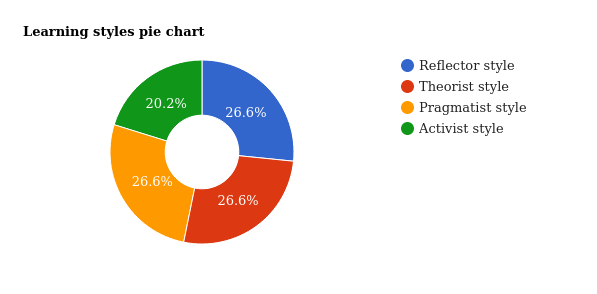 Learning styles pie chart
Reflector style
Theorist style
Pragmatist style
Activist style
20.2%
26.6%
26.6%
26.6%